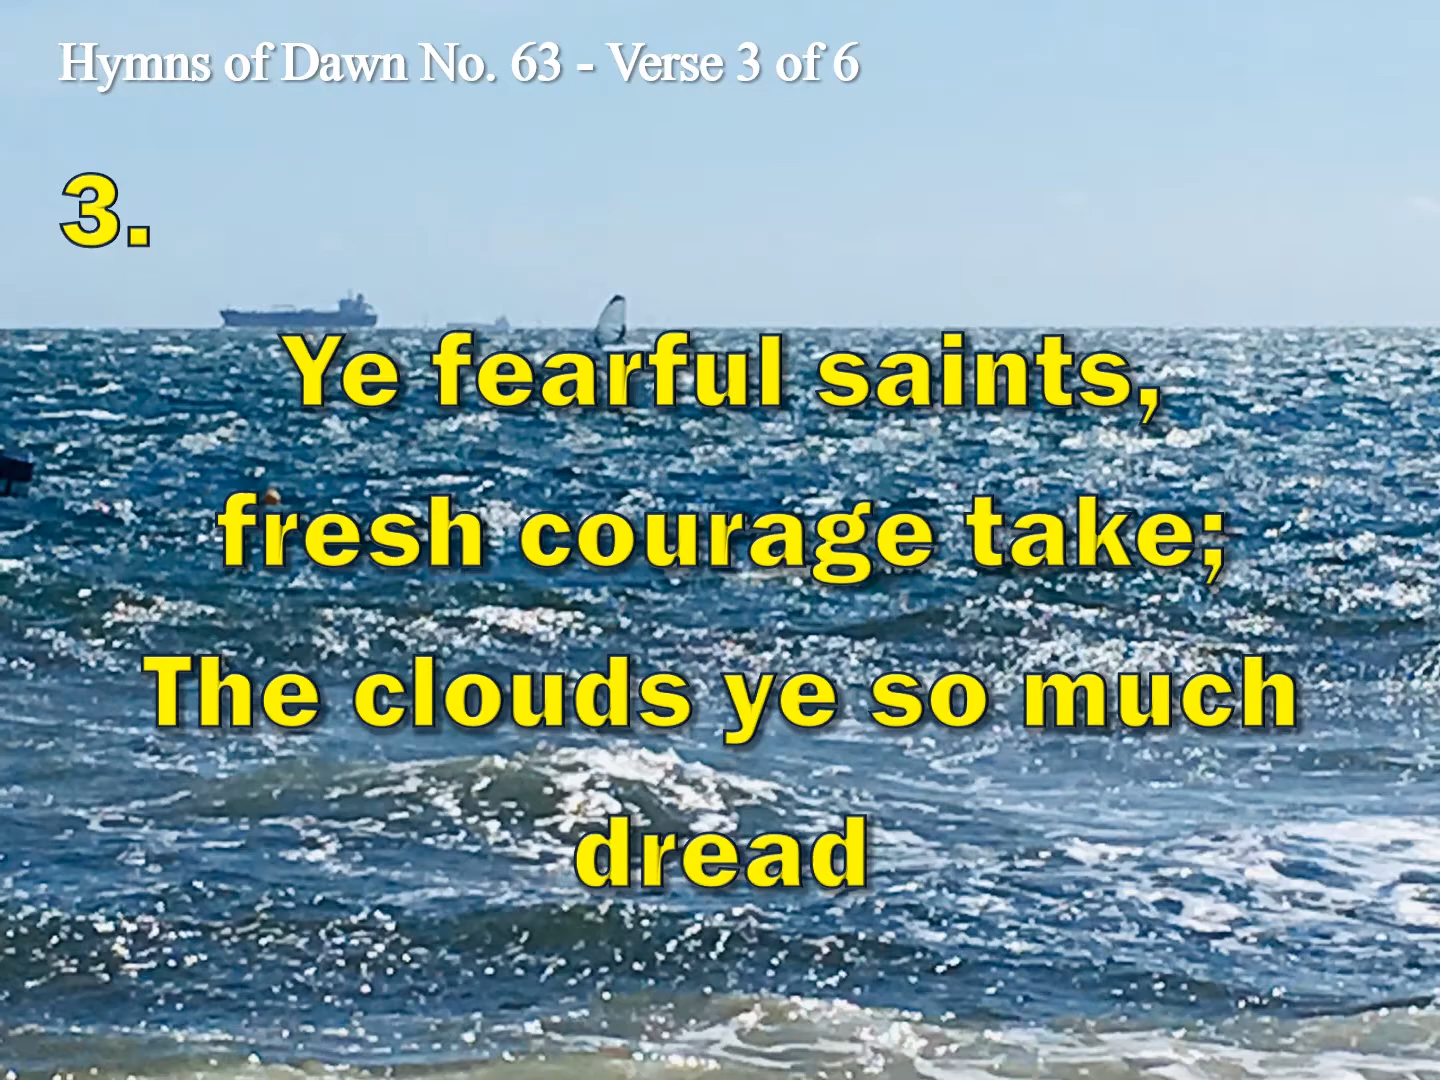 Hymns of Dawn No. 63 - Verse 3 of 6
3.
Ye fearful saints,
fresh courage take;
The clouds ye so much
dread